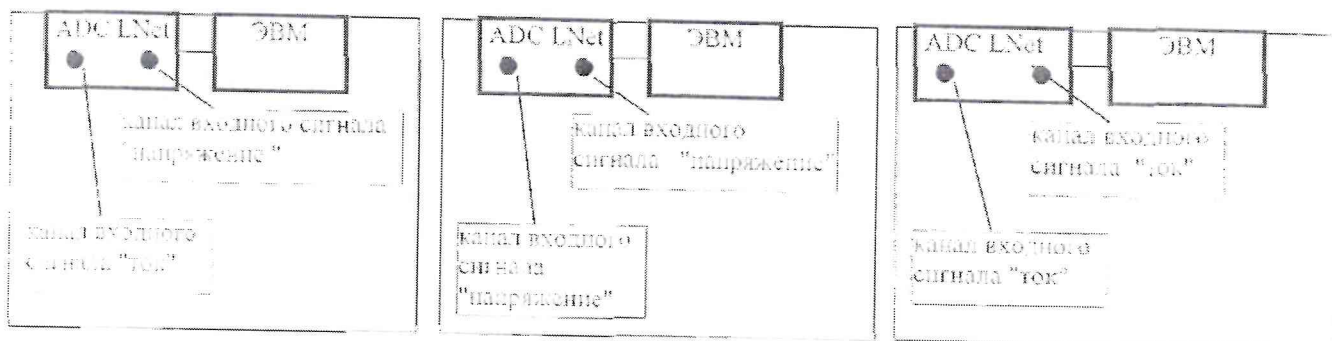 ADC LNet
ЭВМ
канал входного сигнала
"напряжение"
канал входного
сигнала "ток"
ADC LNet
ЭВМ
канал входного
сигнала "напряжение"
канал входного
сигнала
"напряжение"
ADC LNet
ЭВМ
канал входного
сигнала "ток"
канал входного
сигнала "ток"